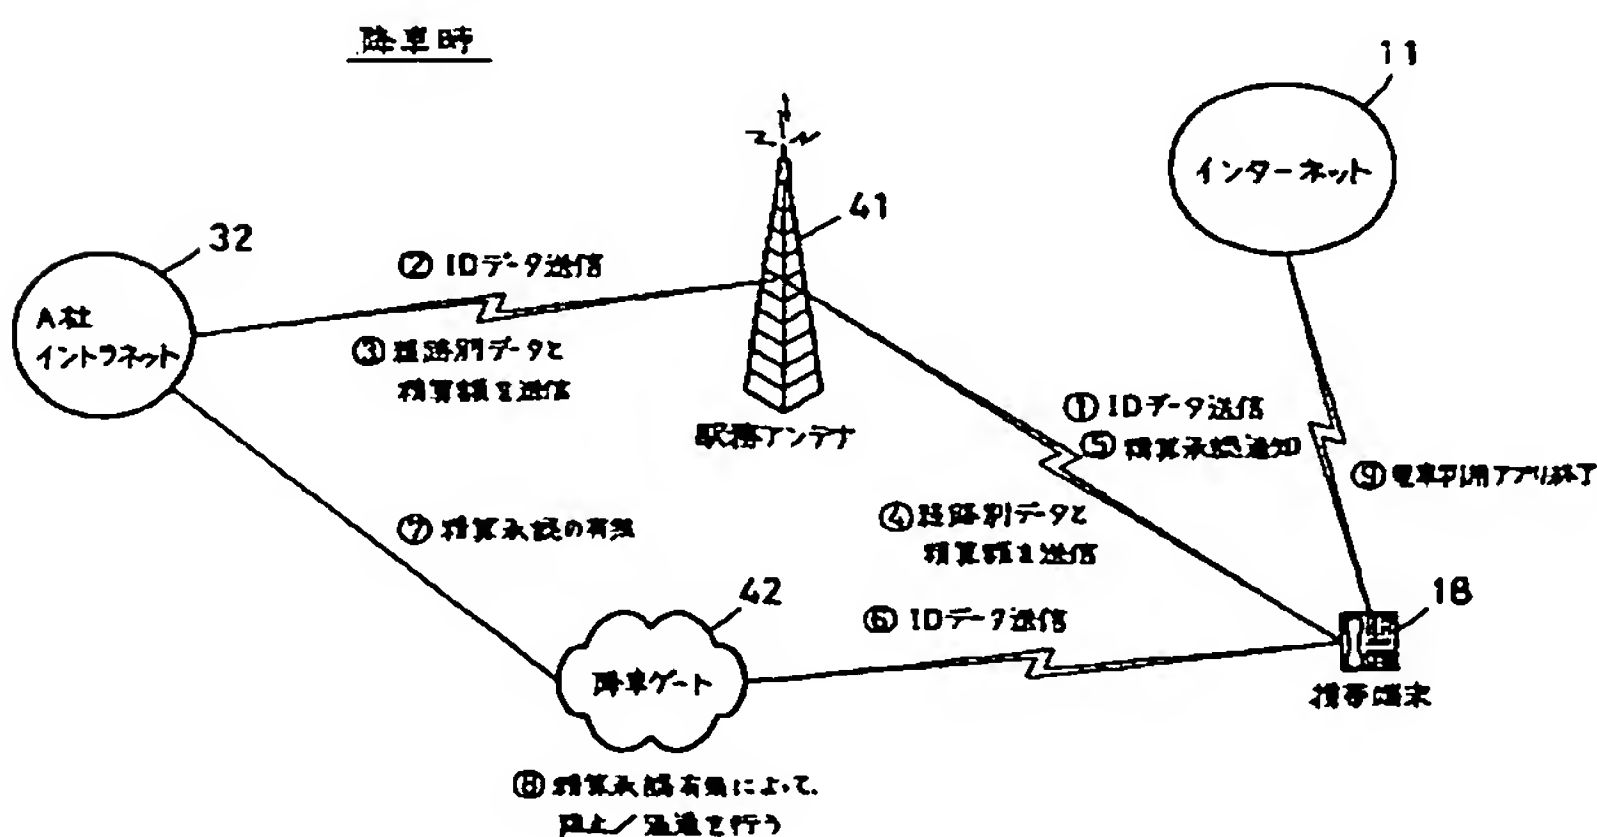 降車時
11
インターネット
41
32
② IDデータ送信
A社
イントラネット
③ 経路別データと
精算額を送信
駅務アンテナ
① IDデータ送信
⑤ 精算承認通知
⑨ 電車利用アプリ終了
④ 経路別データと
精算額を送信
⑦ 精算承認の有無
42
18
⑥ IDデータ送信
降車ゲート
携帯端末
⑧ 精算承認有無によって、
阻止/通過を行う